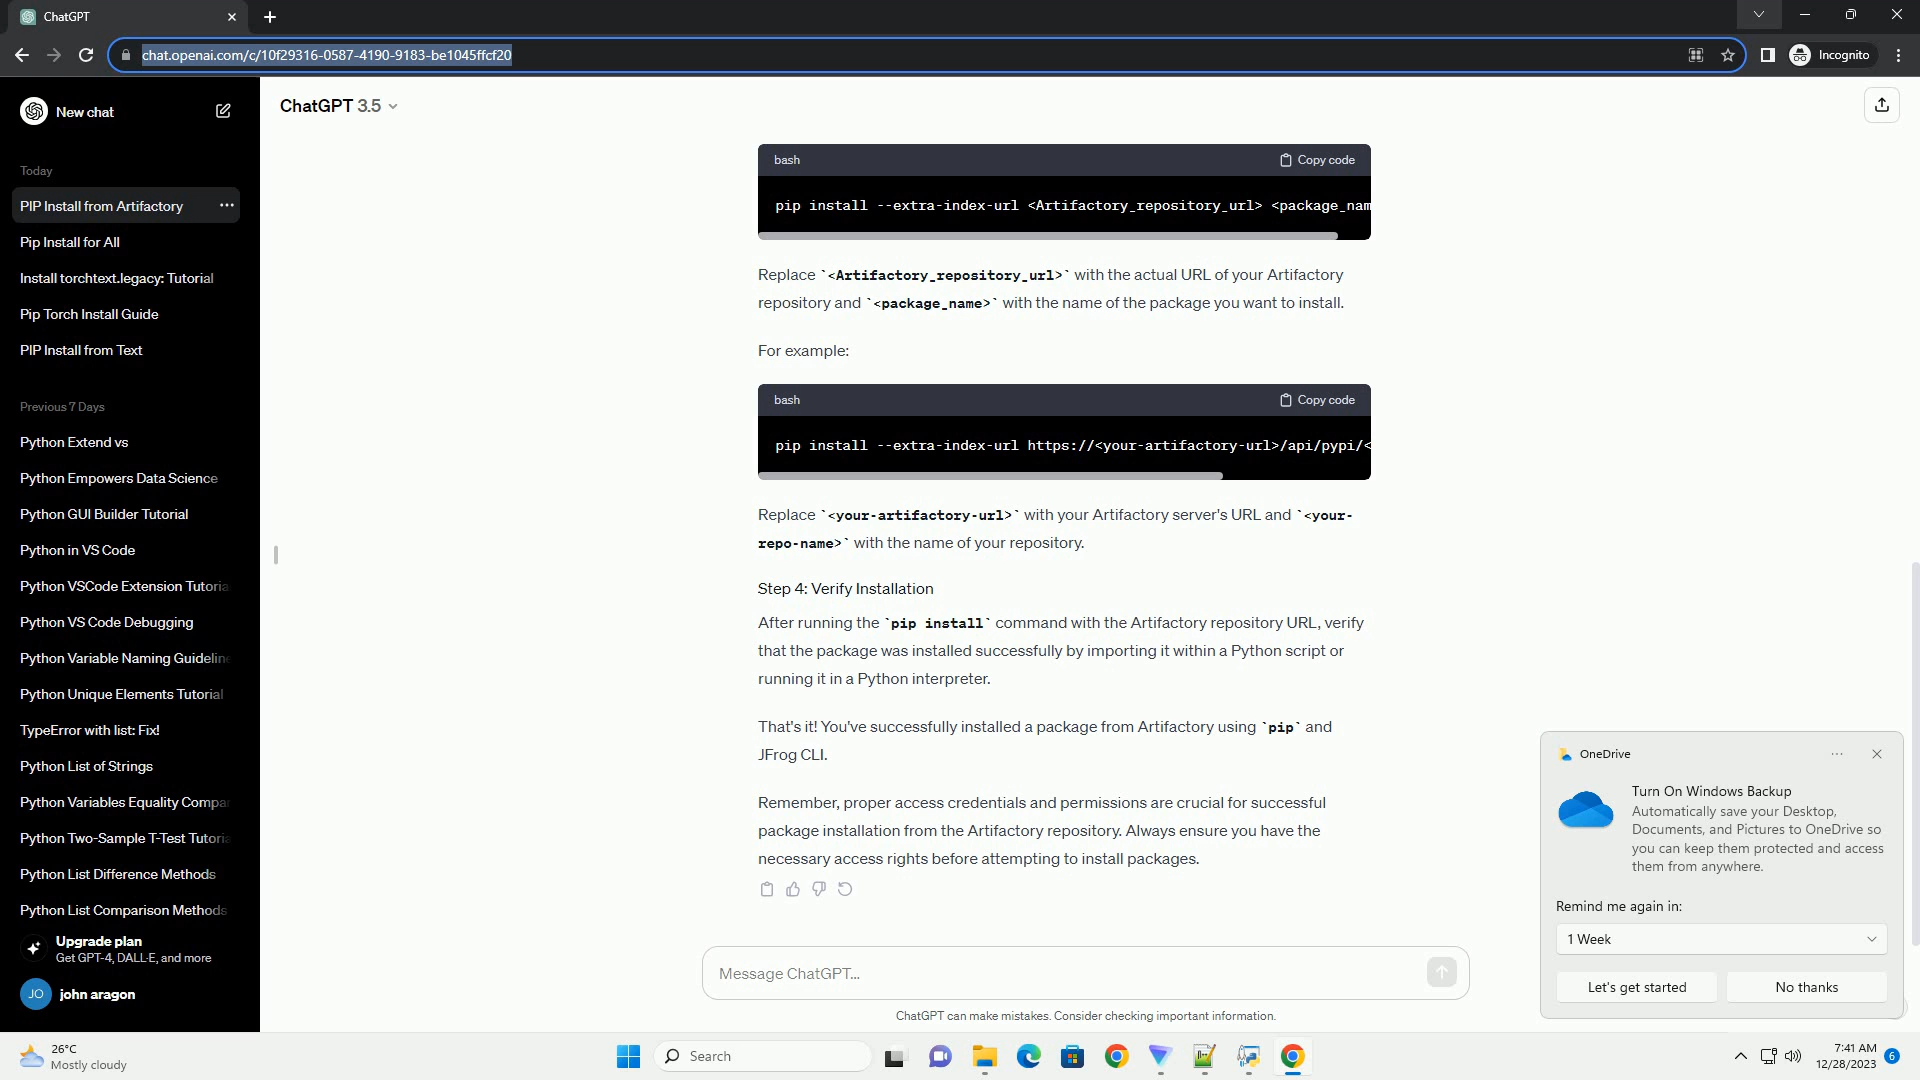 ChatGPT
chat.openai.com/c/10f29316-0587-4190-9183-be1045ffcf20
Incognito
New chat
ChatGPT 3.5
Today
PIP Install from Artifactory
Pip Install for All
Install torchtext.legacy: Tutorial
Pip Torch Install Guide
PIP Install from Text
Previous 7 Days
Python Extend vs
Python Empowers Data Science
Python GUI Builder Tutorial
Python in VS Code
Python VSCode Extension Tutoria
Python VS Code Debugging
Python Variable Naming Guideline
Python Unique Elements Tutorial
TypeError with list: Fix!
Python List of Strings
Python Variables Equality Compar
Python Two-Sample T-Test Tutoria
Python List Difference Methods
Python List Comparison Methods
Upgrade plan
Get GPT-4, DALL·E, and more
JO john aragon
bash Copy code
pip install --extra-index-url <Artifactory_repository_url> <package_nam
Replace `<Artifactory_repository_url>` with the actual URL of your Artifactory
repository and `<package_name>` with the name of the package you want to install.
For example:
bash Copy code
pip install --extra-index-url https://<your-artifactory-url>/api/pypi/<
Replace `<your-artifactory-url>` with your Artifactory server's URL and `<your-
repo-name>` with the name of your repository.
Step 4: Verify Installation
After running the `pip install` command with the Artifactory repository URL, verify
that the package was installed successfully by importing it within a Python script or
running it in a Python interpreter.
That's it! You've successfully installed a package from Artifactory using `pip` and
JFrog CLI.
Remember, proper access credentials and permissions are crucial for successful
package installation from the Artifactory repository. Always ensure you have the
necessary access rights before attempting to install packages.
Message ChatGPT...
ChatGPT can make mistakes. Consider checking important information.
OneDrive
Turn On Windows Backup
Automatically save your Desktop,
Documents, and Pictures to OneDrive so
you can keep them protected and access
them from anywhere.
Remind me again in:
1 Week
Let's get started
No thanks
26°C
Mostly cloudy
Search
7:41 AM
12/28/2023
6